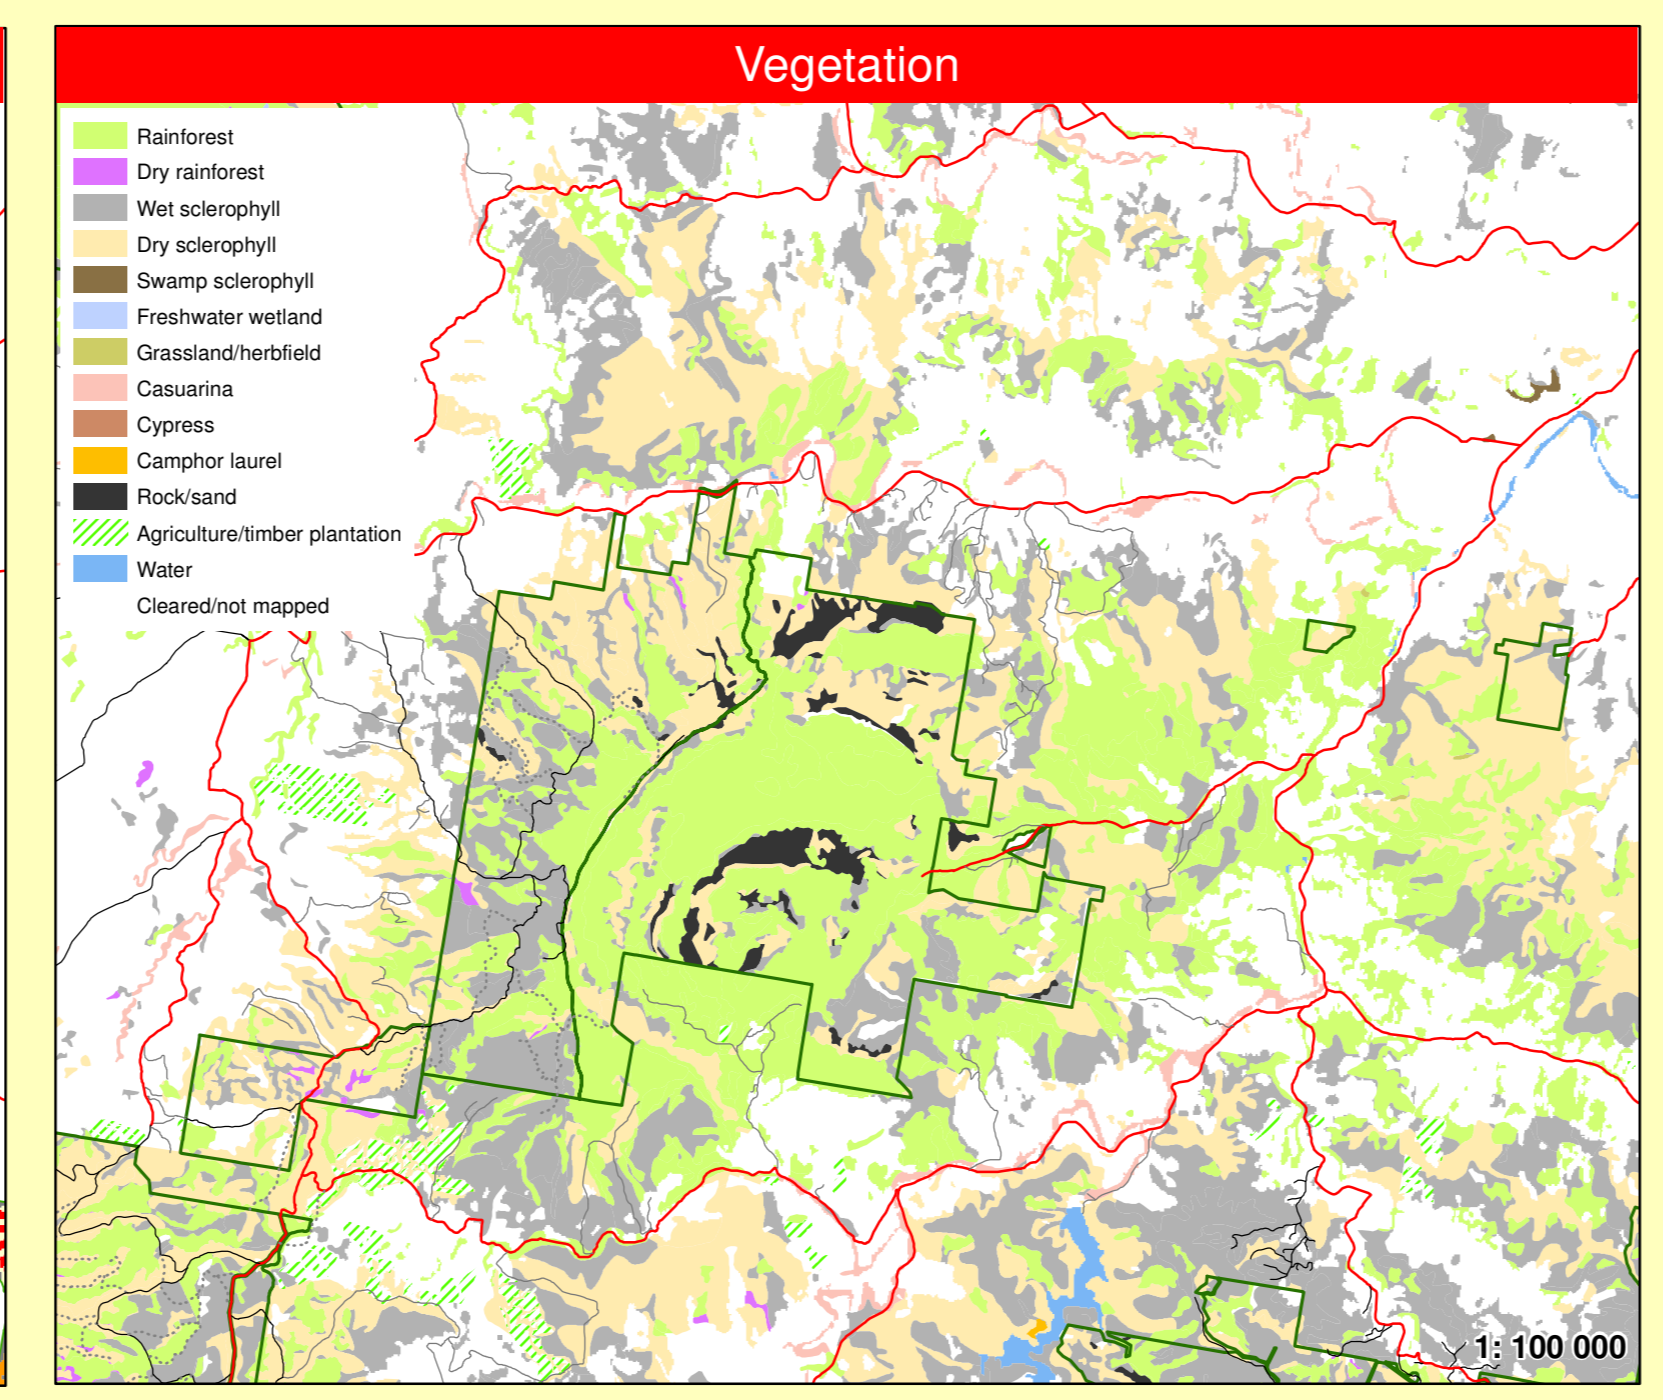 Vegetation
Rainforest
Dry rainforest
Wet sclerophyll
Dry sclerophyll
Swamp sclerophyll
Freshwater wetland
Grassland/herbfield
Casuarina
Cypress
Camphor laurel
Rock/sand
Agriculture/timber plantation
Water
Cleared/not mapped
1: 100 000